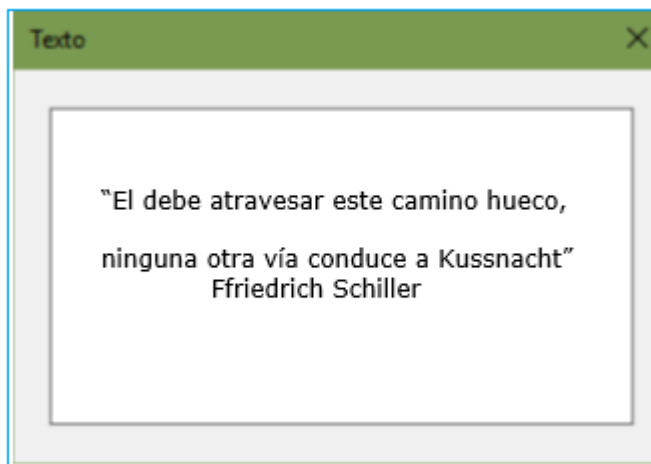 Texto
“El debe atravesar este camino hueco,
ninguna otra vía conduce a Kussnacht”
Ffriedrich Schiller